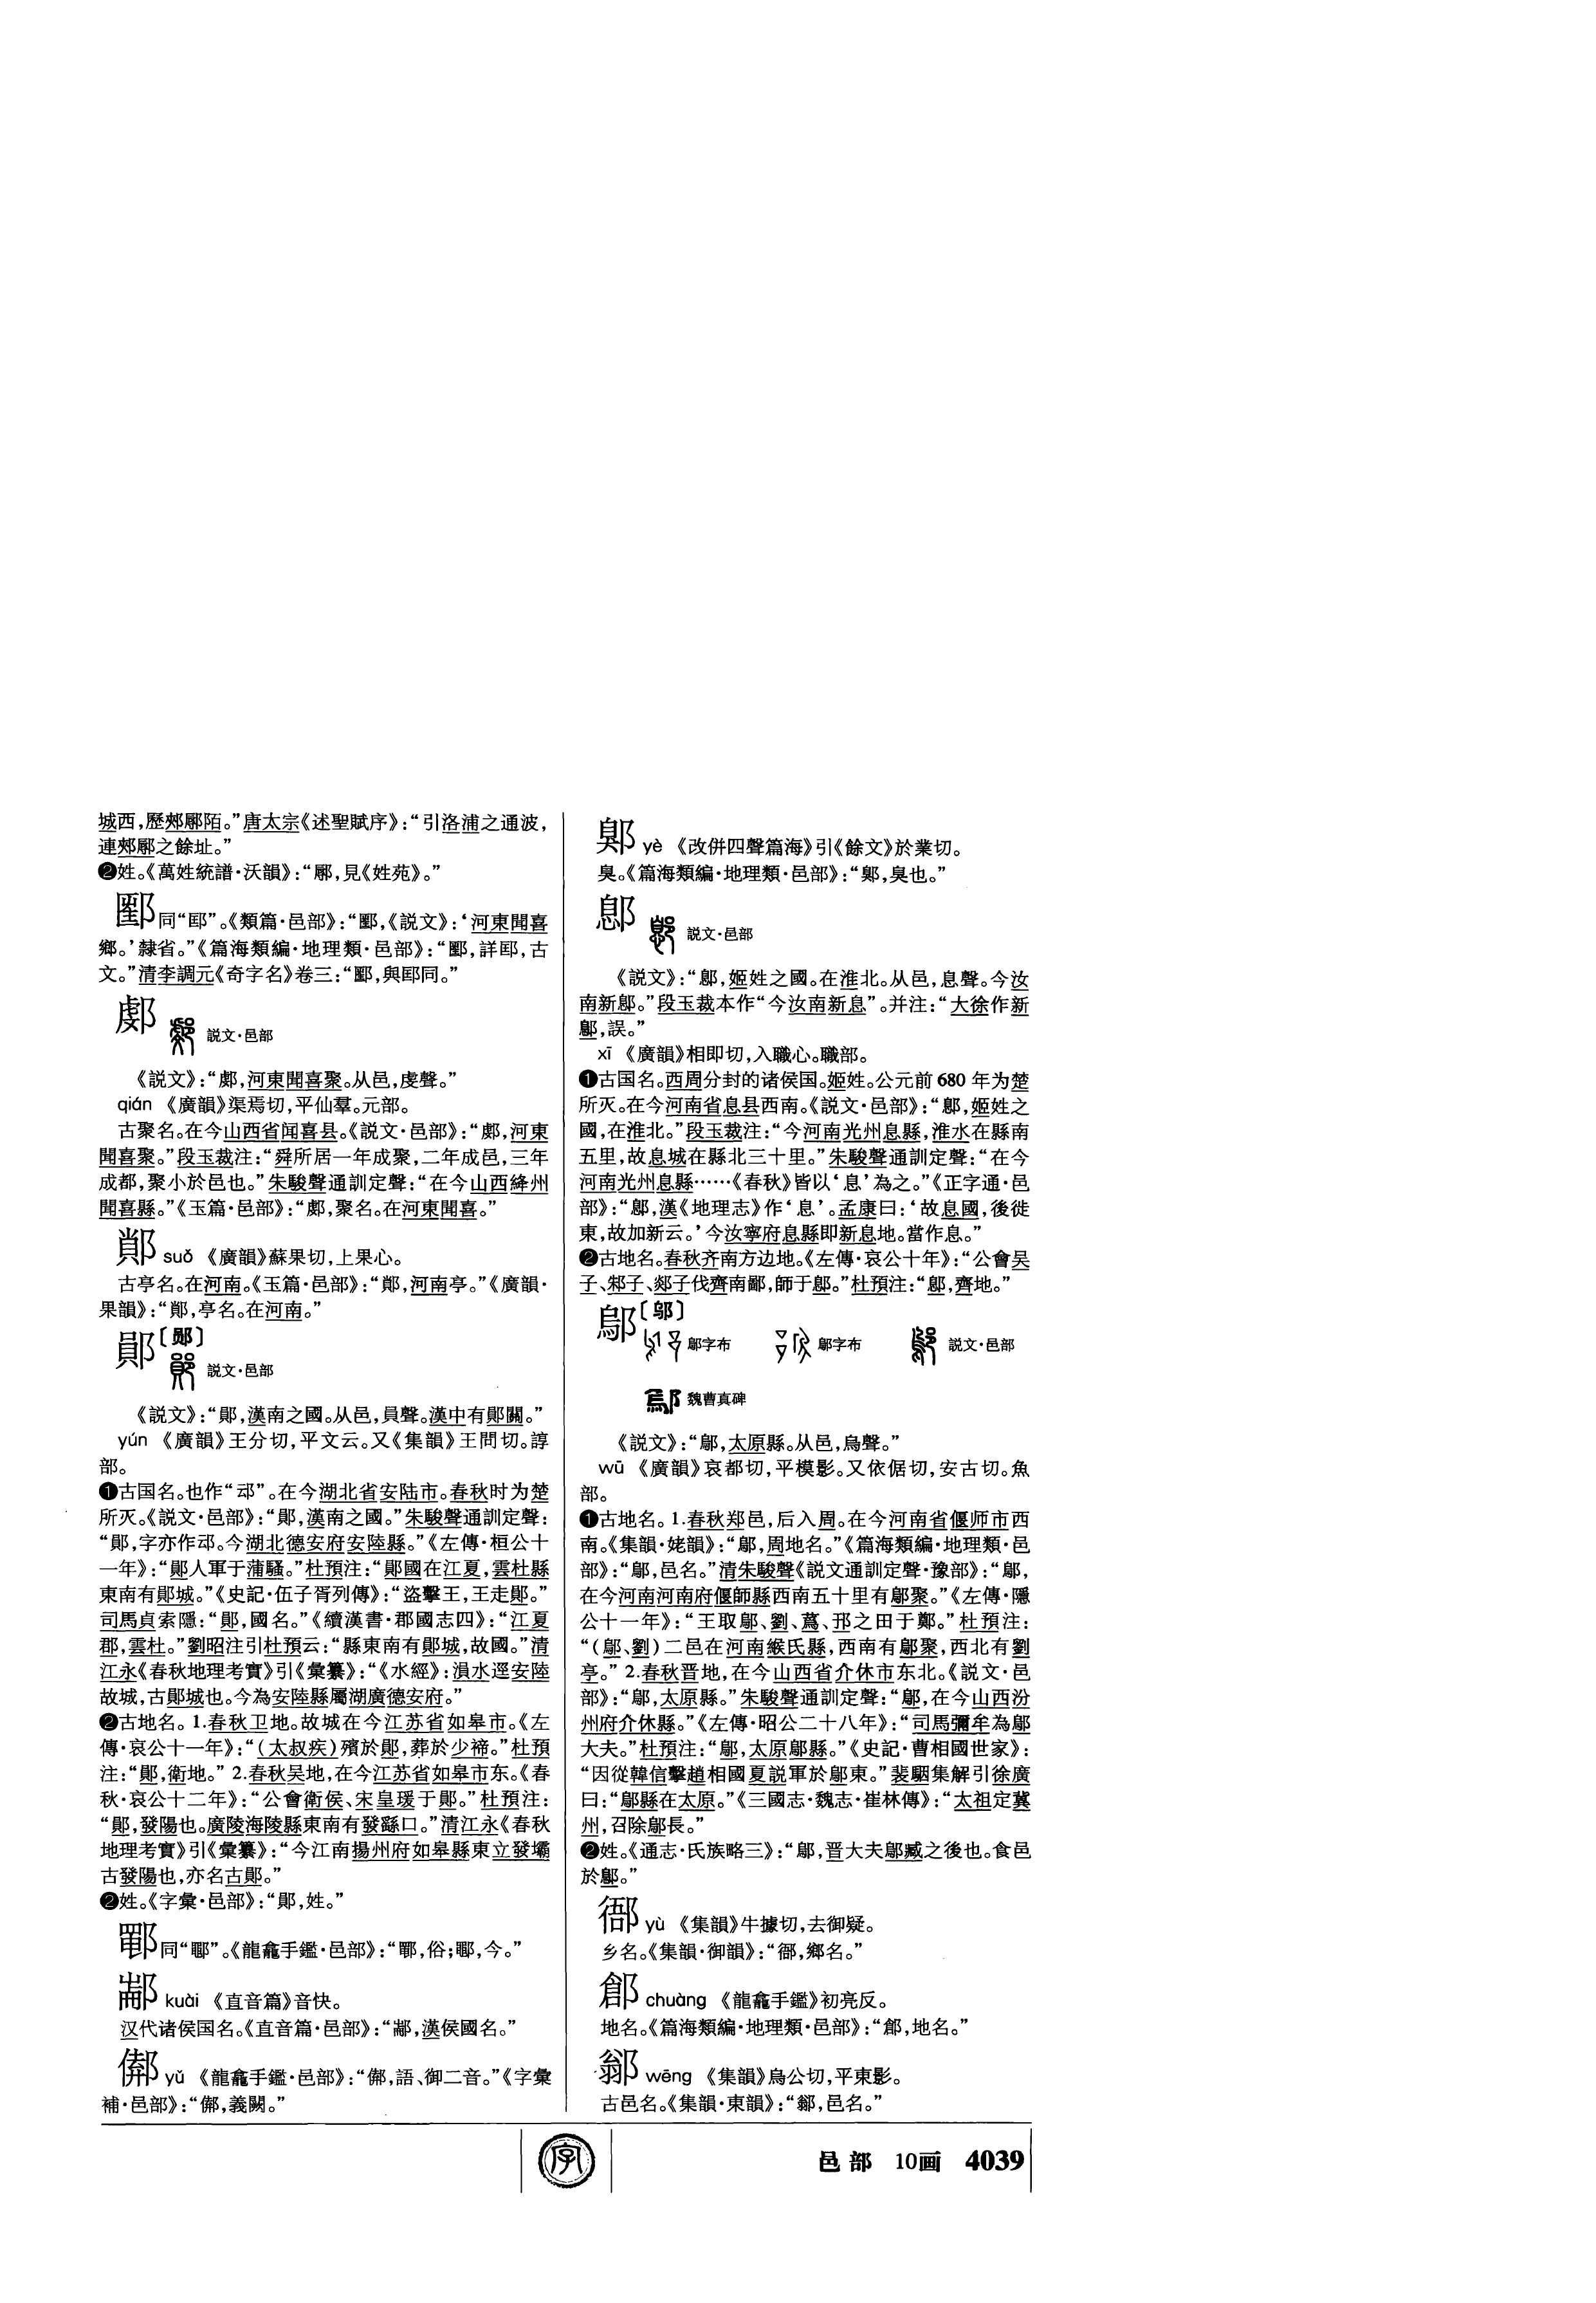 城西，歷郟鄏陌。”唐太宗《述聖賦序》：“引洛浦之通波，
連郟鄏之餘址。”
❷姓。《萬姓統譜·沃韻》：“鄏，見《姓苑》。”
同“郢”。《類篇·邑部》：“《説文》：‘河東聞喜
鄉。’隸省。”《篇海類編·地理類·邑部》：“古
文。”清李調元《奇字名》卷三：
䣞
説文·邑部
《説文》：“䣞，河東聞喜聚。从邑，虔聲。”
qián 《廣韻》渠焉切，平仙羣。元部。
古聚名。在今山西省闻喜县。《説文·邑部》：“䣞，河東
聞喜聚。”段玉裁注：“舜所居一年成聚，二年成邑，三年
成都，聚小於邑也。”朱駿聲通訓定聲：“在今山西絳州
聞喜縣。”《玉篇·邑部》：“䣞，聚名。在河東聞喜。”
䣔 suǒ 《廣韻》蘇果切，上果心。
古亭名。在河南。《玉篇·邑部》：“䣔，河南亭。”《廣韻·
果韻》：“䣔，亭名。在河南。”
鄖〔郧〕
説文·邑部
《説文》：“鄖，漢南之國。从邑，員聲。漢中有鄖關。”
yún 《廣韻》王分切，平文云。又《集韻》王問切。諄
部。
❶古国名。也作“䢵”。在今湖北省安陆市。春秋时为楚
所灭。《説文·邑部》：“鄖，漢南之國。”朱駿聲通訓定聲：
“鄖，字亦作䢵。今湖北德安府安陸縣。”《左傳·桓公十
一年》：“鄖人軍于蒲騷。”杜預注：“鄖國在江夏，雲杜縣
東南有鄖城。”《史記·伍子胥列傳》：“盜擊王，王走鄖。”
司馬貞索隱：“鄖，國名。”《續漢書·郡國志四》：“江夏
郡，雲杜。”劉昭注引杜預云：“縣東南有鄖城，故國。”清
江永《春秋地理考實》引《彙纂》：“《水經》：溳水逕安陸
故城，古鄖城也。今為安陸縣屬湖廣德安府。”
❷古地名。1.春秋卫地。故城在今江苏省如皋市。《左
傳·哀公十一年》：“（太叔疾）殯於鄖，葬於少禘。”杜預
注：“鄖，衛地。” 2.春秋吴地，在今江苏省如皋市东。《春
秋·哀公十二年》：“公會衛侯、宋皇瑗于鄖。”杜預注：
“鄖，發陽也。廣陵海陵縣東南有發繇口。”清江永《春秋
地理考實》引《彙纂》：“今江南揚州府如皋縣東立發壩
古發陽也，亦名古鄖。”
❷姓。《字彙·邑部》：“鄖，姓。”
《龍龕手鑑·邑部》：“俗；今。”
kuài 《直音篇》音快。
汉代诸侯国名。《直音篇·邑部》：“漢侯國名。”
yǔ 《龍龕手鑑·邑部》：“語、御二音。”《字彙
補·邑部》：“義闕。”
yè 《改併四聲篇海》引《餘文》於業切。
臭。《篇海類編·地理類·邑部》：“臭也。”
鄎
説文·邑部
《説文》：“鄎，姬姓之國。在淮北。从邑，息聲。今汝
南新鄎。”段玉裁本作“今汝南新息”。并注：“大徐作新
鄎，誤。”
xī 《廣韻》相即切，入職心。職部。
❶古国名。西周分封的诸侯国。姬姓。公元前680年为楚
所灭。在今河南省息县西南。《説文·邑部》：“鄎，姬姓之
國，在淮北。”段玉裁注：“今河南光州息縣，淮水在縣南
五里，故息城在縣北三十里。”朱駿聲通訓定聲：“在今
河南光州息縣……《春秋》皆以‘息’為之。”《正字通·邑
部》：“鄎，漢《地理志》作‘息’。孟康曰：‘故息國，後徙
東，故加新云。’今汝寧府息縣即新息地。當作息。”
❷古地名。春秋齐南方边地。《左傳·哀公十年》：“公會吴
子、邾子、郯子伐齊南鄙，師于鄎。”杜預注：“鄎，齊地。”
鄔〔邬〕
鄔字布 鄔字布 説文·邑部
魏曹真碑
《説文》：“鄔，太原縣。从邑，烏聲。”
wū 《廣韻》哀都切，平模影。又依倨切，安古切。魚
部。
❶古地名。1.春秋郑邑，后入周。在今河南省偃师市西
南。《集韻·姥韻》：“鄔，周地名。”《篇海類編·地理類·邑
部》：“鄔，邑名。”清朱駿聲《説文通訓定聲·豫部》：“鄔，
在今河南河南府偃師縣西南五十里有鄔聚。”《左傳·隱
公十一年》：“王取鄔、劉、蔿、邘之田于鄭。”杜預注：
“（鄔、劉）二邑在河南緱氏縣，西南有鄔聚，西北有劉
亭。” 2.春秋晋地，在今山西省介休市东北。《説文·邑
部》：“鄔，太原縣。”朱駿聲通訓定聲：“鄔，在今山西汾
州府介休縣。”《左傳·昭公二十八年》：“司馬彌牟為鄔
大夫。”杜預注：“鄔，太原鄔縣。”《史記·曹相國世家》：
“因從韓信擊趙相國夏説軍於鄔東。”裴駰集解引徐廣
曰：“鄔縣在太原。”《三國志·魏志·崔林傳》：“太祖定冀
州，召除鄔長。”
❷姓。《通志·氏族略三》：“鄔，晋大夫鄔臧之後也。食邑
於鄔。”
yù 《集韻》牛據切，去御疑。
乡名。《集韻·御韻》：“鄉名。”
chuàng 《龍龕手鑑》初亮反。
地名。《篇海類編·地理類·邑部》：“地名。”
wēng 《集韻》烏公切，平東影。
古邑名。《集韻·東韻》：“邑名。”
字
邑部 10画 4039